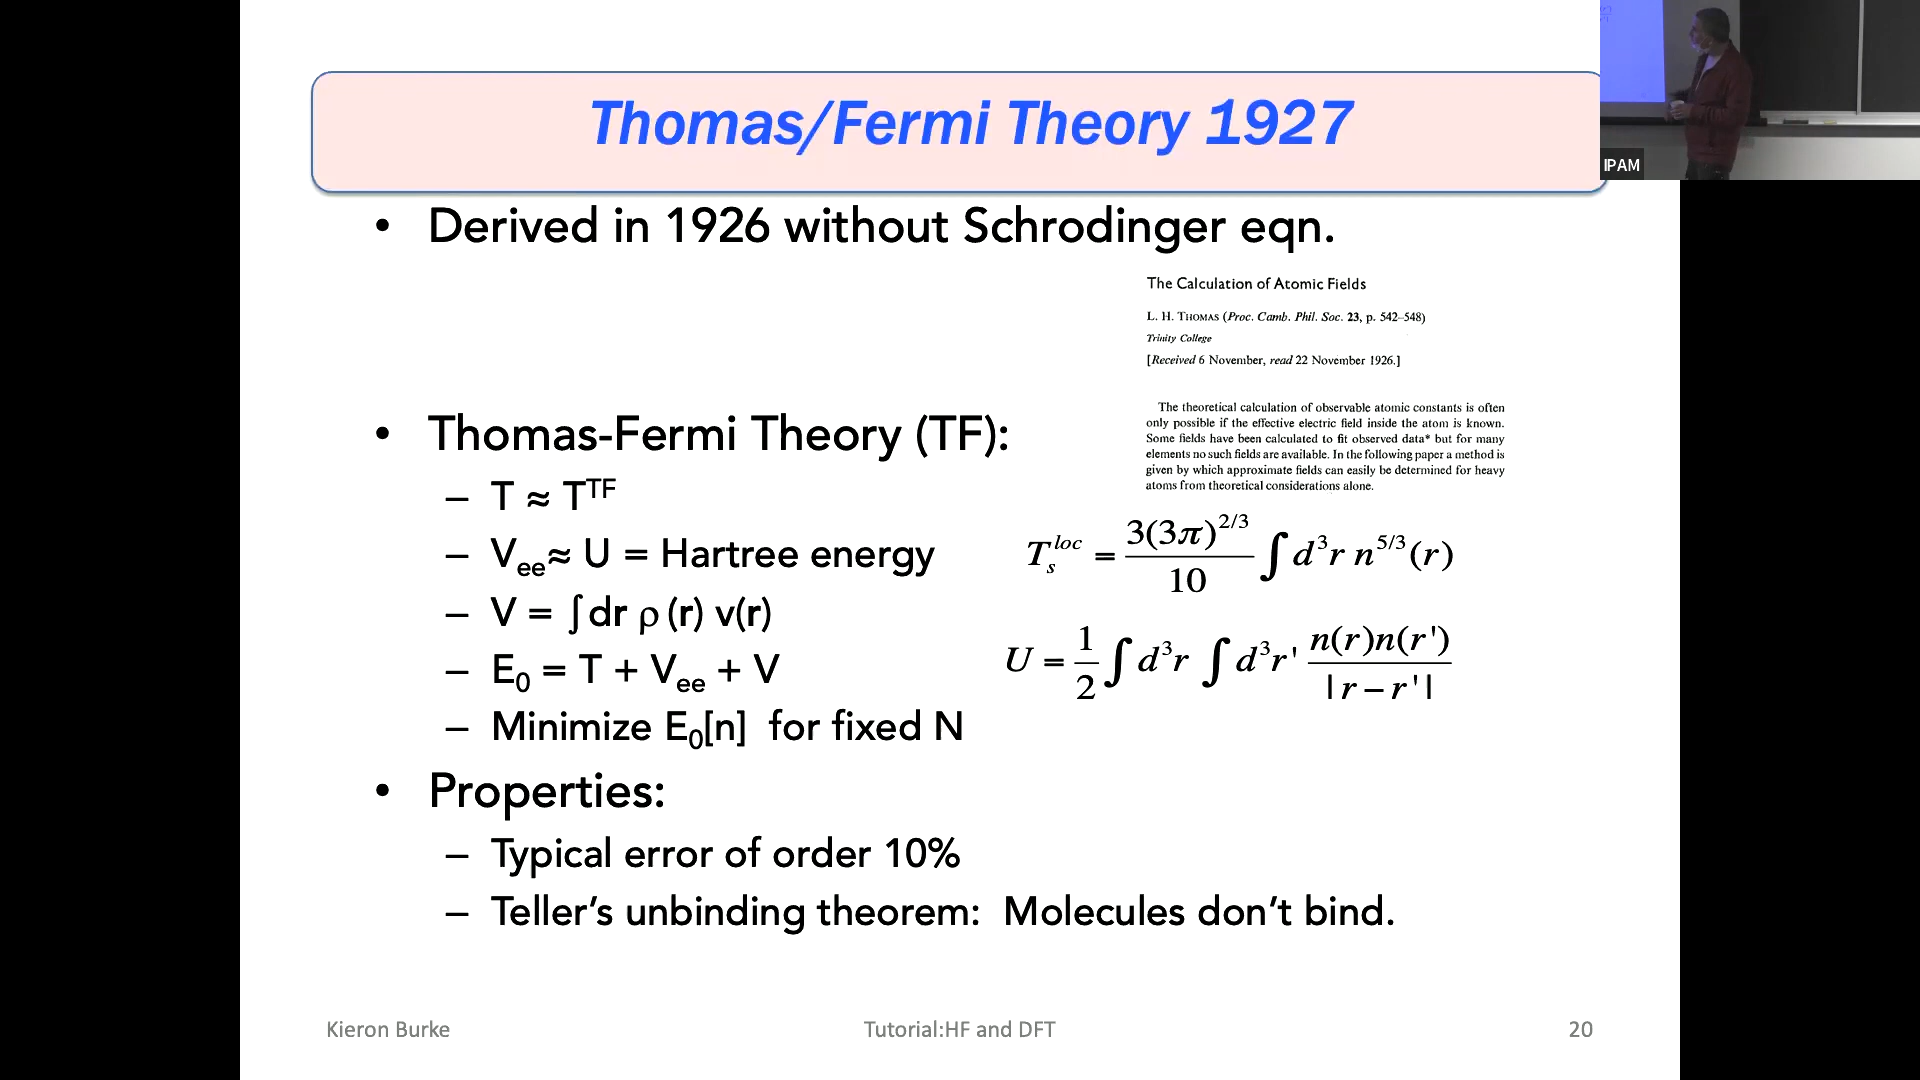 Thomas/Fermi Theory 1927
IPAM
• Derived in 1926 without Schrodinger eqn.
The Calculation of Atomic Fields
L. H. THOMAS (Proc. Camb. Phil. Soc. 23, p. 542–548)
Trinity College
[Received 6 November, read 22 November 1926.]
The theoretical calculation of observable atomic constants is often
only possible if the effective electric field inside the atom is known.
Some fields have been calculated to fit observed data* but for many
elements no such fields are available. In the following paper a method is
given by which approximate fields can easily be determined for heavy
atoms from theoretical considerations alone.
• Thomas-Fermi Theory (TF):
– T ≈ T^TF
– V_ee ≈ U = Hartree energy
– V = ∫dr ρ(r) v(r)
– E_0 = T + V_ee + V
– Minimize E_0[n] for fixed N
T_s^loc = 3(3π)^2/3 / 10 ∫ d³r n^5/3(r)
U = 1/2 ∫ d³r ∫ d³r' n(r)n(r') / |r – r'|
• Properties:
– Typical error of order 10%
– Teller’s unbinding theorem: Molecules don’t bind.
Kieron Burke
Tutorial:HF and DFT
20